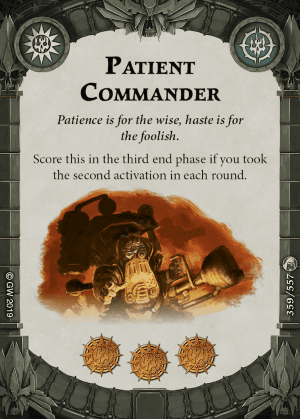 PATIENT
COMMANDER
Patience is for the wise, haste is for
the foolish.
Score this in the third end phase if you took
the second activation in each round.
© GW 2019
359/557